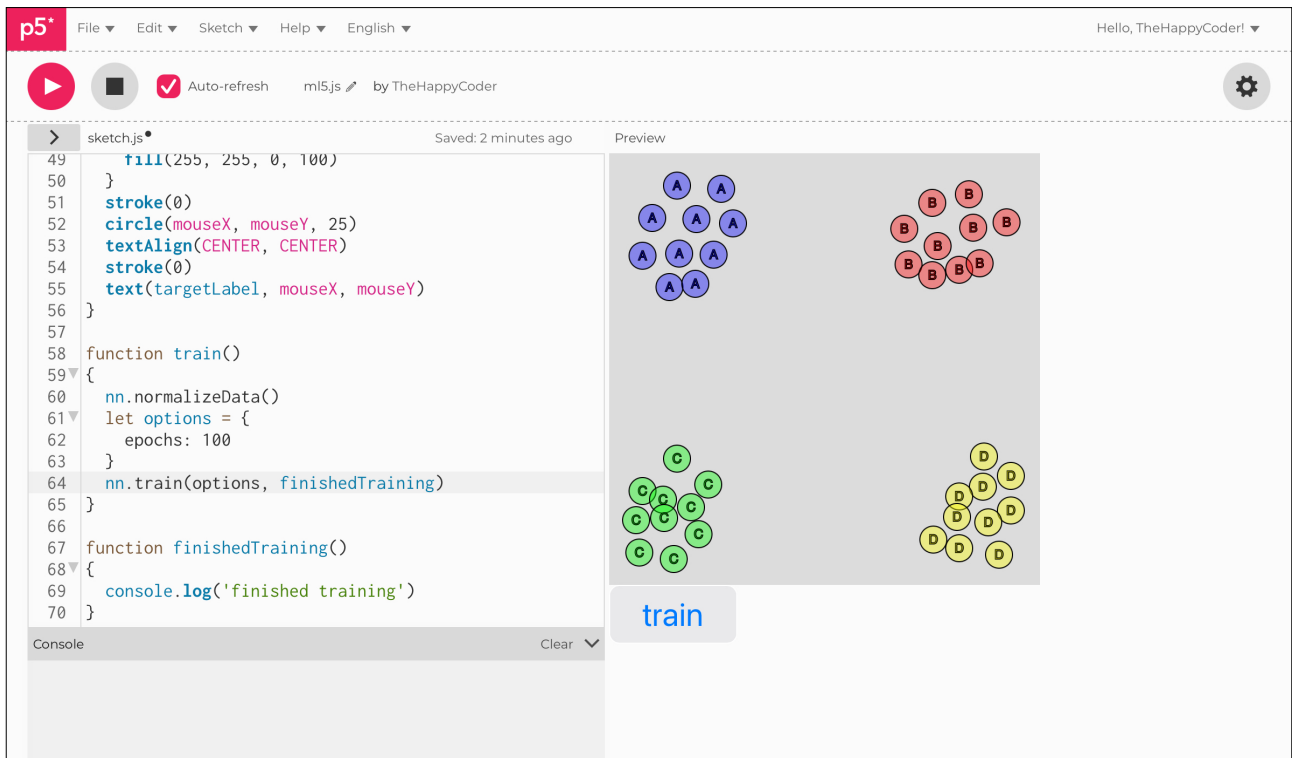 p5* File Edit Sketch Help English Hello, TheHappyCoder!
Auto-refresh ml5.js by TheHappyCoder
sketch.js Saved: 2 minutes ago Preview
49 fill(255, 255, 0, 100)
50 }
51 stroke(0)
52 circle(mouseX, mouseY, 25)
53 textAlign(CENTER, CENTER)
54 stroke(0)
55 text(targetLabel, mouseX, mouseY)
56 }
57
58 function train()
59 {
60 nn.normalizeData()
61 let options = {
62 epochs: 100
63 }
64 nn.train(options, finishedTraining)
65 }
66
67 function finishedTraining()
68 {
69 console.log('finished training')
70 }
Console Clear
A A
A A A
A A A
A A
B B
B B B
B
B B B B
C
C C
C C
C C
C
C C
D
D D
D
D D D
D D
D
train